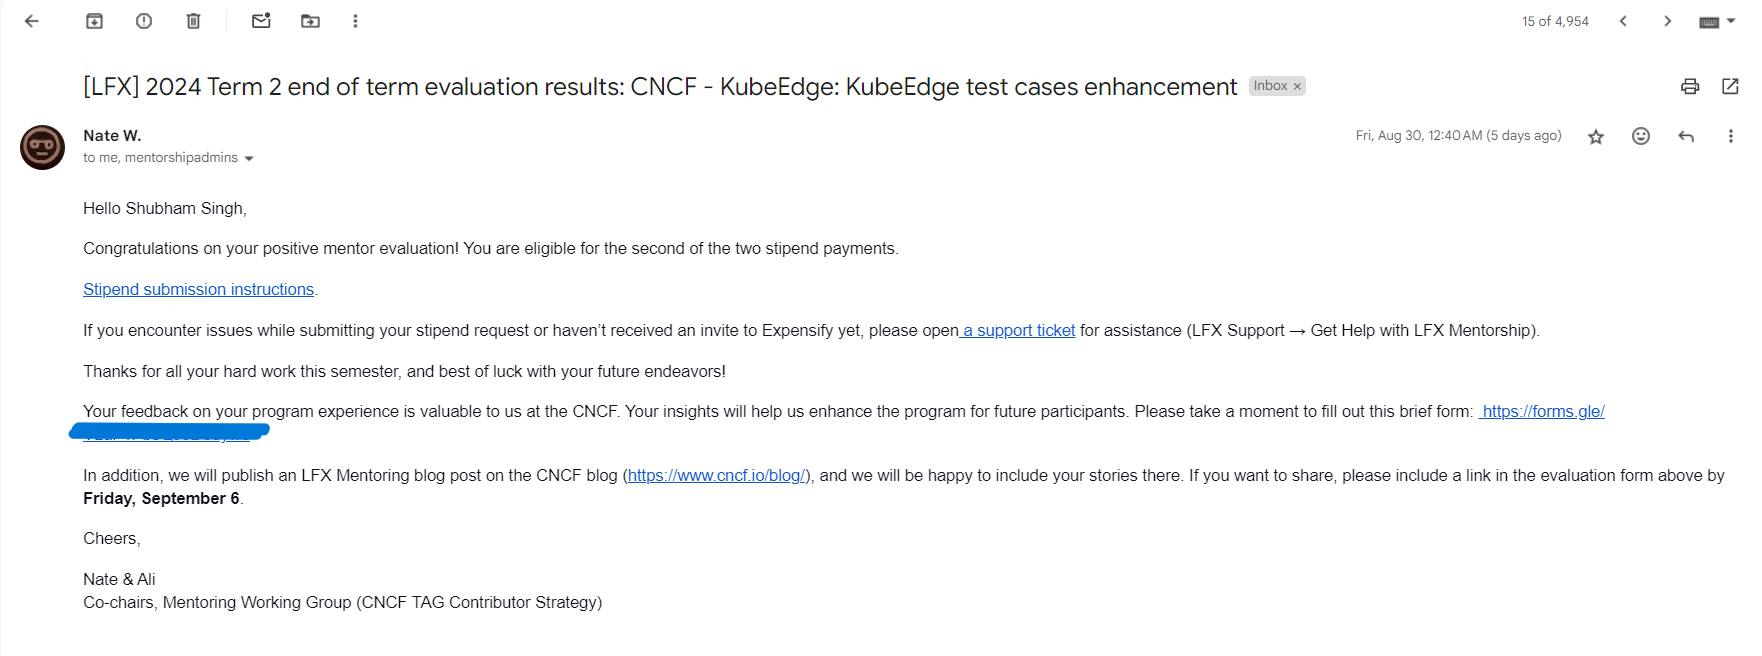 15 of 4,954
[LFX] 2024 Term 2 end of term evaluation results: CNCF - KubeEdge: KubeEdge test cases enhancement Inbox ×
Nate W.
Fri, Aug 30, 12:40 AM (5 days ago)
to me, mentorshipadmins
Hello Shubham Singh,
Congratulations on your positive mentor evaluation! You are eligible for the second of the two stipend payments.
Stipend submission instructions.
If you encounter issues while submitting your stipend request or haven’t received an invite to Expensify yet, please open a support ticket for assistance (LFX Support → Get Help with LFX Mentorship).
Thanks for all your hard work this semester, and best of luck with your future endeavors!
Your feedback on your program experience is valuable to us at the CNCF. Your insights will help us enhance the program for future participants. Please take a moment to fill out this brief form: https://forms.gle/
In addition, we will publish an LFX Mentoring blog post on the CNCF blog (https://www.cncf.io/blog/), and we will be happy to include your stories there. If you want to share, please include a link in the evaluation form above by
Friday, September 6.
Cheers,
Nate & Ali
Co-chairs, Mentoring Working Group (CNCF TAG Contributor Strategy)